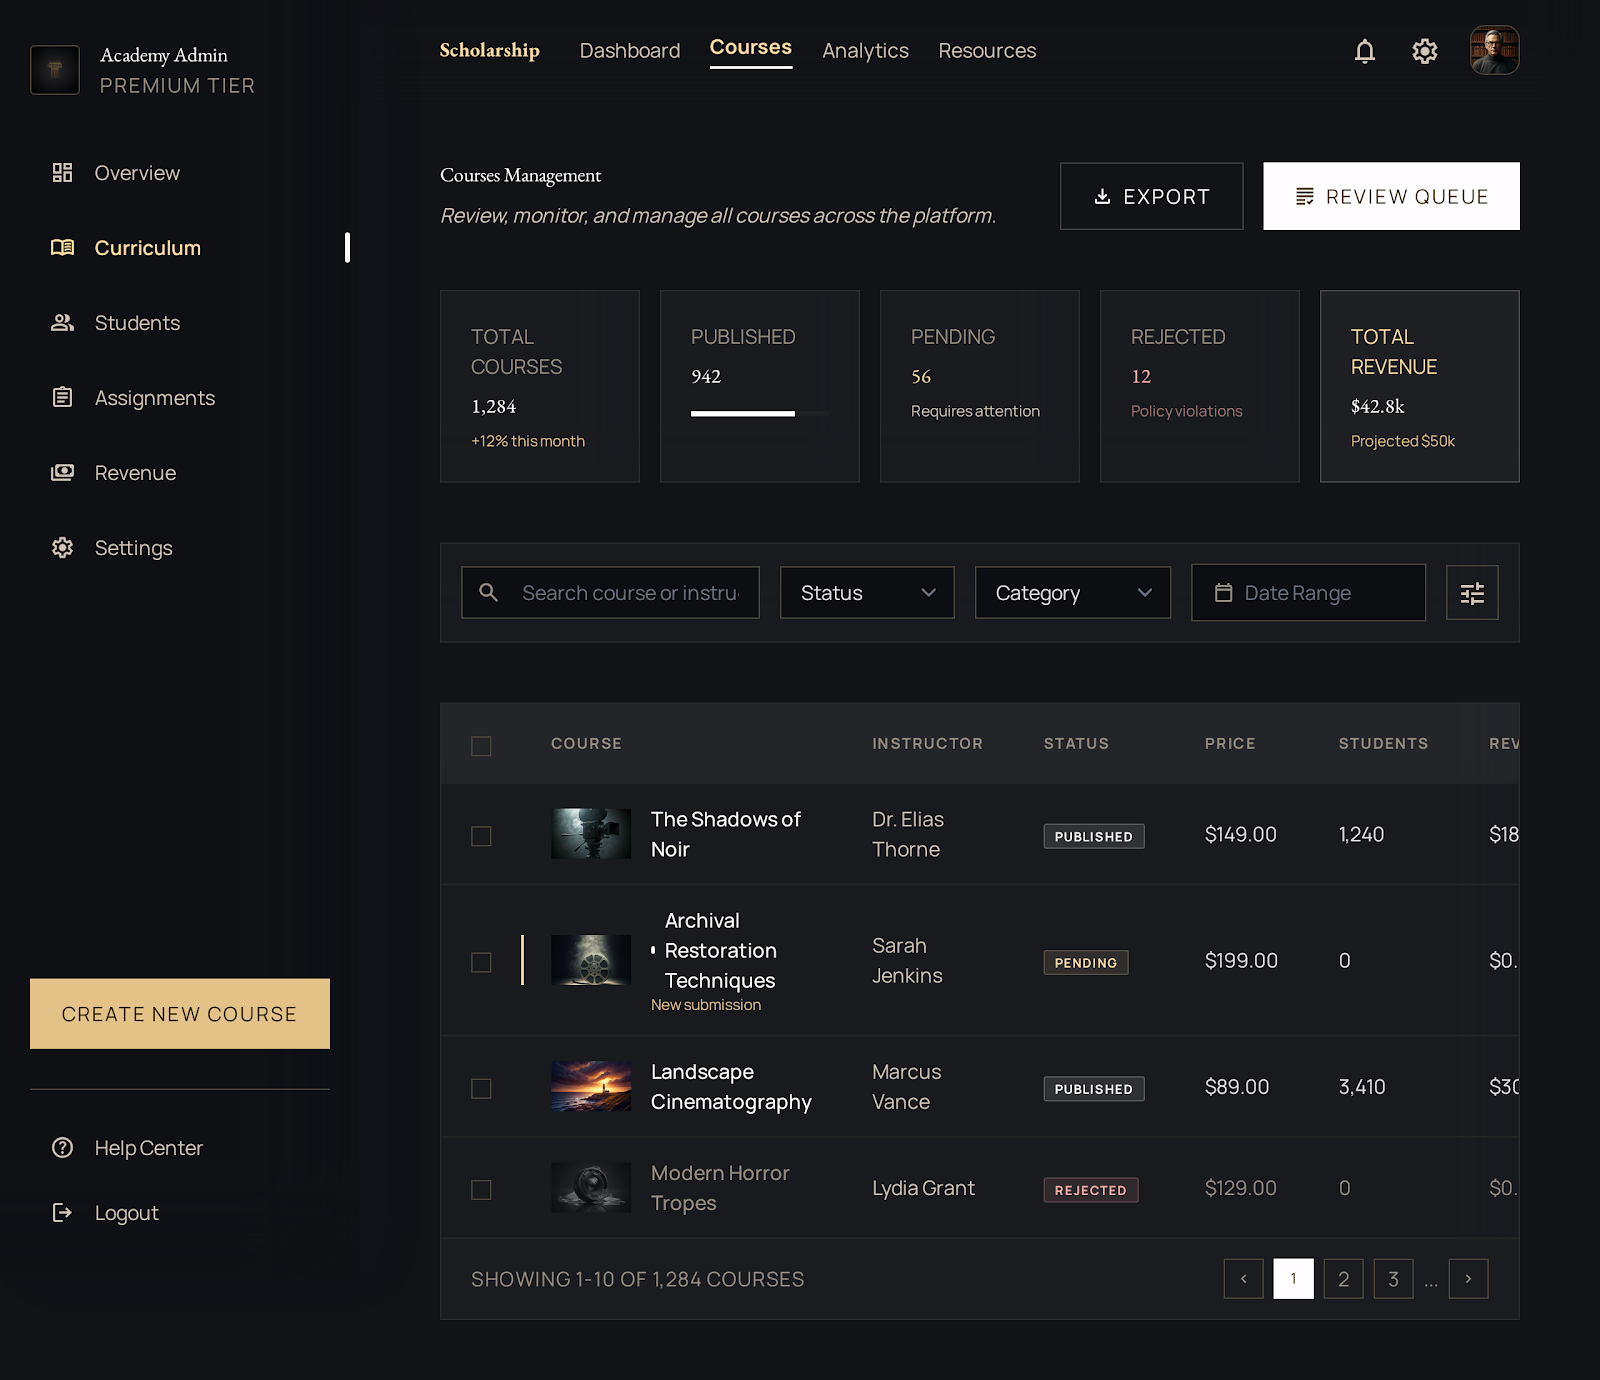 Academy Admin
PREMIUM TIER
Overview
Curriculum
Students
Assignments
Revenue
Settings
CREATE NEW COURSE
Help Center
Logout
Scholarship Dashboard Courses Analytics Resources
Courses Management
Review, monitor, and manage all courses across the platform.
EXPORT
REVIEW QUEUE
TOTAL
COURSES
1,284
+12% this month
PUBLISHED
942
PENDING
56
Requires attention
REJECTED
12
Policy violations
TOTAL
REVENUE
$42.8k
Projected $50k
Search course or instru
Status
Category
Date Range
COURSE INSTRUCTOR STATUS PRICE STUDENTS REV
The Shadows of
Noir
Dr. Elias
Thorne
PUBLISHED
$149.00
1,240
$18
Archival
Restoration
Techniques
New submission
Sarah
Jenkins
PENDING
$199.00
0
$0.
Landscape
Cinematography
Marcus
Vance
PUBLISHED
$89.00
3,410
$30
Modern Horror
Tropes
Lydia Grant
REJECTED
$129.00
0
$0.
SHOWING 1-10 OF 1,284 COURSES
1 2 3 ...